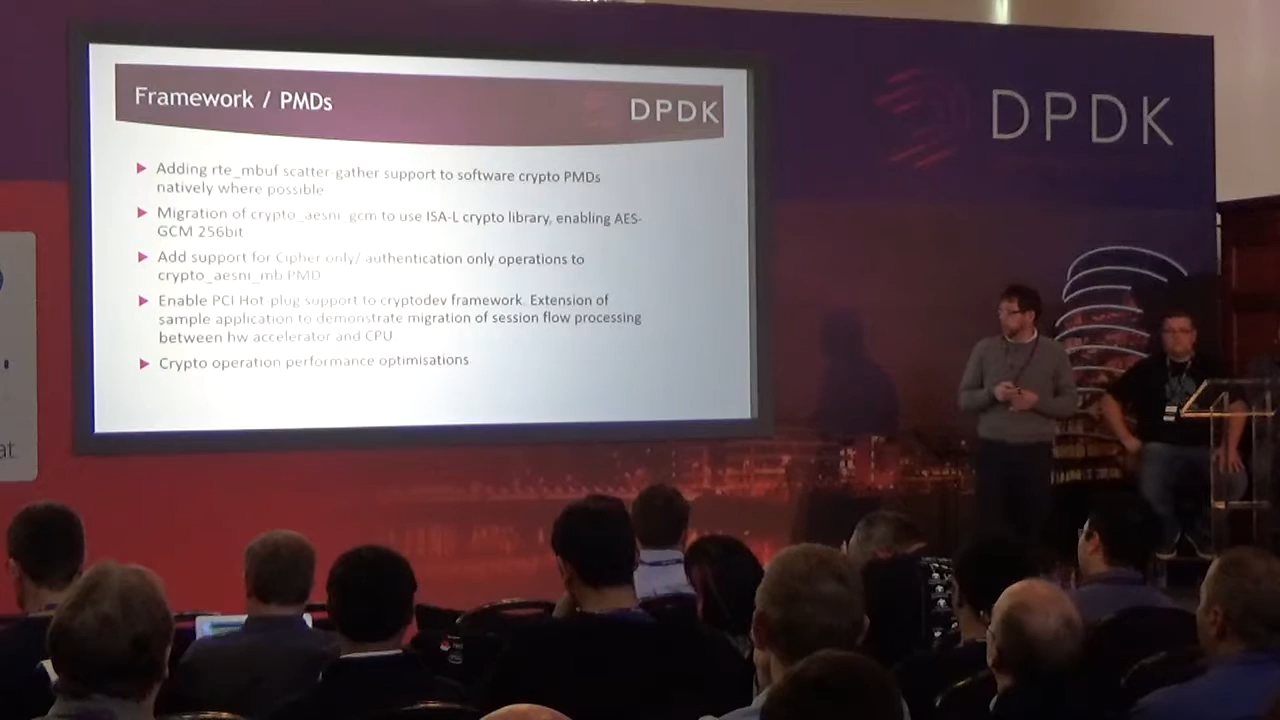 Framework / PMDs
DPDK
Adding rte_mbuf scatter-gather support to software crypto PMDs
natively where possible
Migration of crypto_aesni_gcm to use ISA-L crypto library, enabling AES-
GCM 256bit
Add support for Cipher only/ authentication only operations to
crypto_aesni_mb PMD
Enable PCI Hot plug support to cryptodev framework. Extension of
sample application to demonstrate migration of session flow processing
between hw accelerator and CPU
Crypto operation performance optimisations
DPDK
at